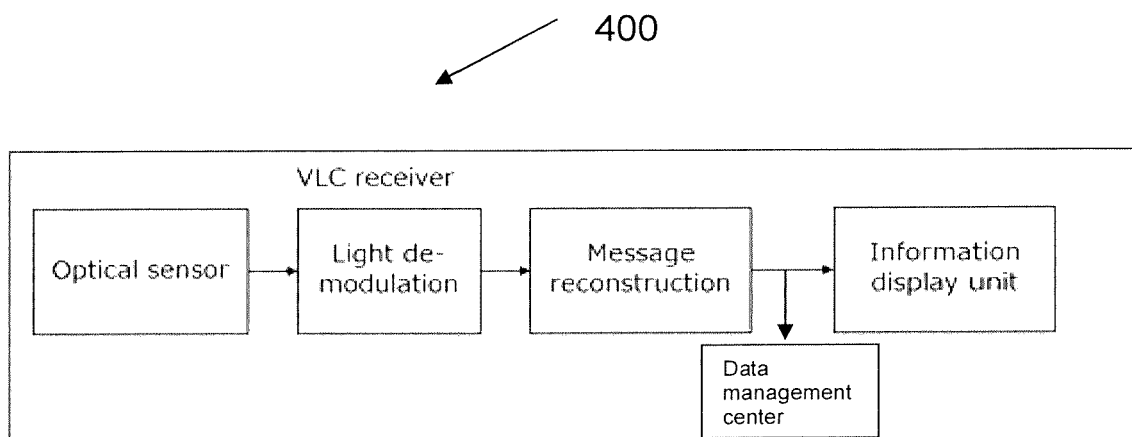 400
VLC receiver
Optical sensor
Light de-
modulation
Message
reconstruction
Information
display unit
Data
management
center